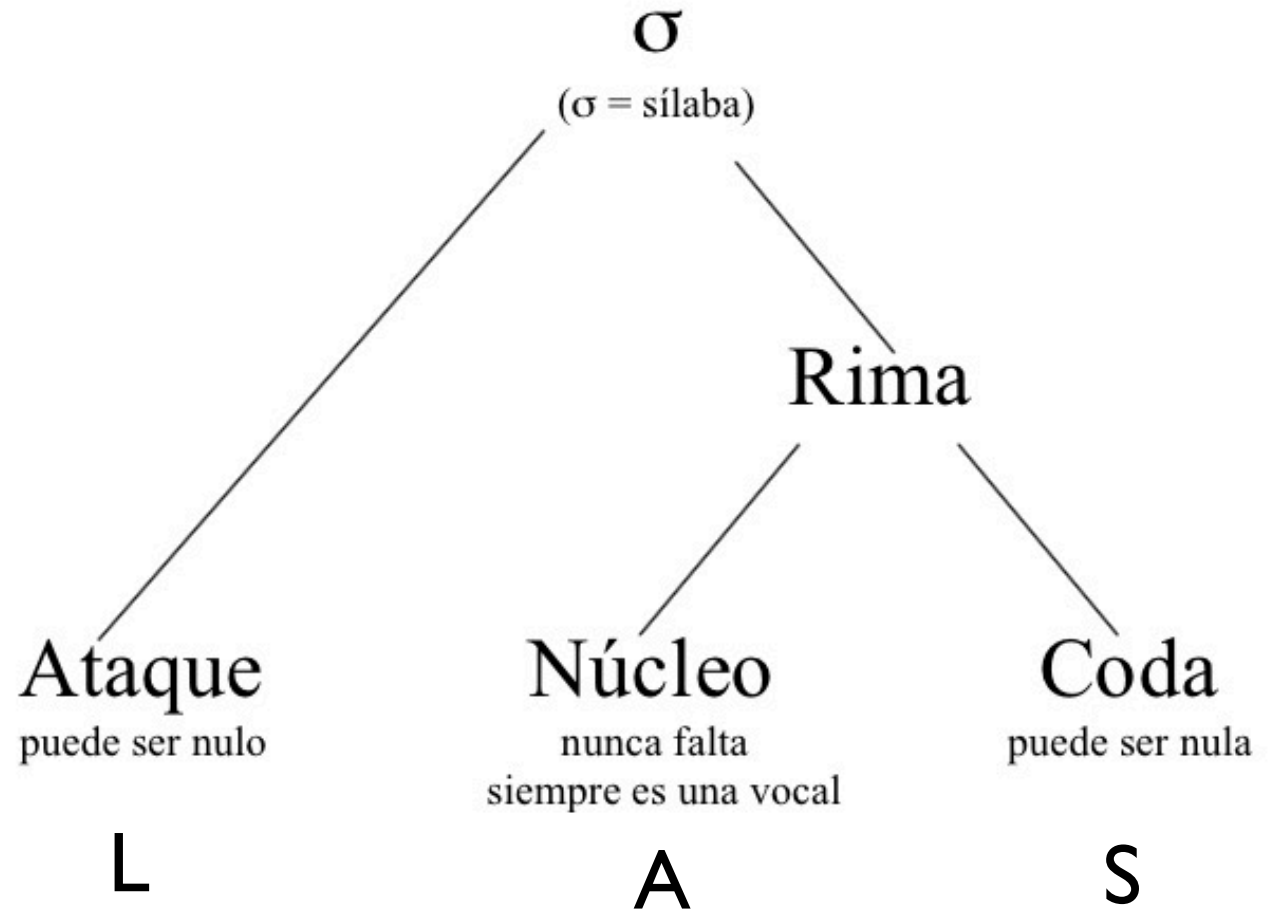 σ
(σ = sílaba)
Rima
Ataque Núcleo Coda
puede ser nulo nunca falta puede ser nula
siempre es una vocal
L A S